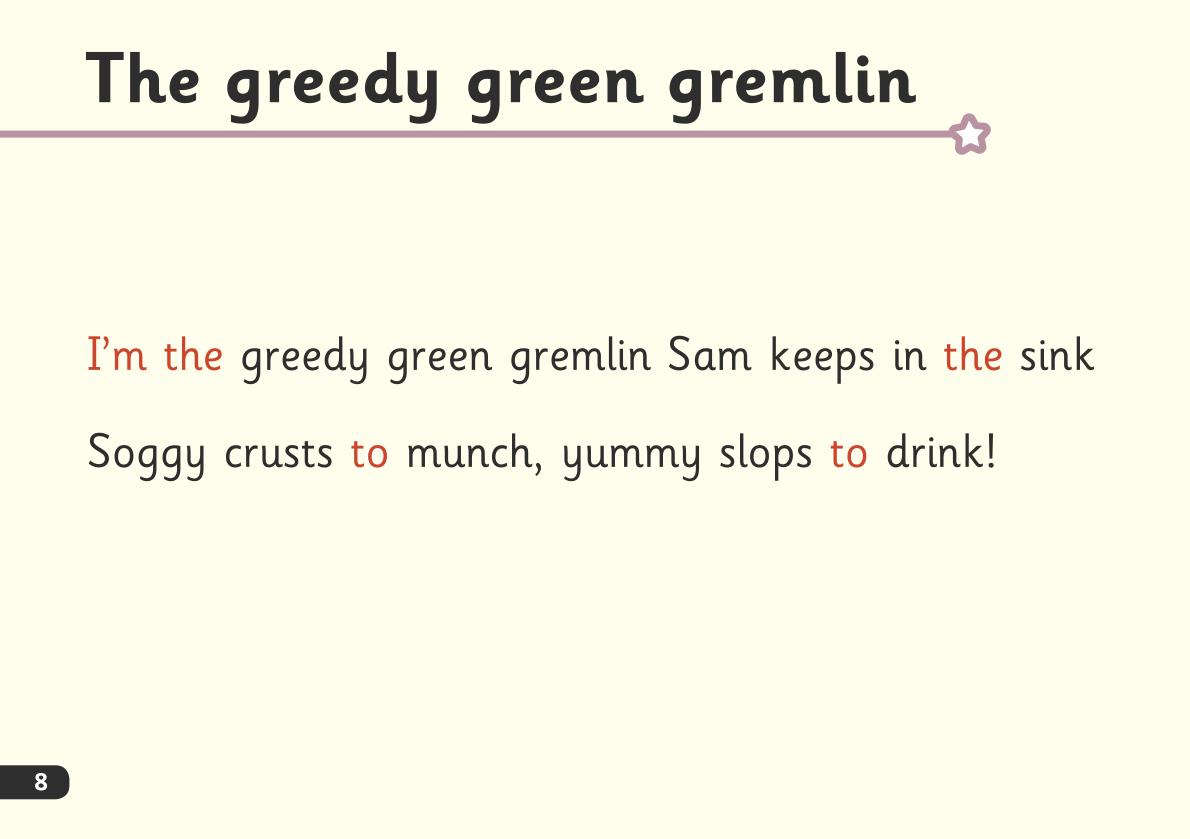 The greedy green gremlin
I’m the greedy green gremlin Sam keeps in the sink
Soggy crusts to munch, yummy slops to drink!
8